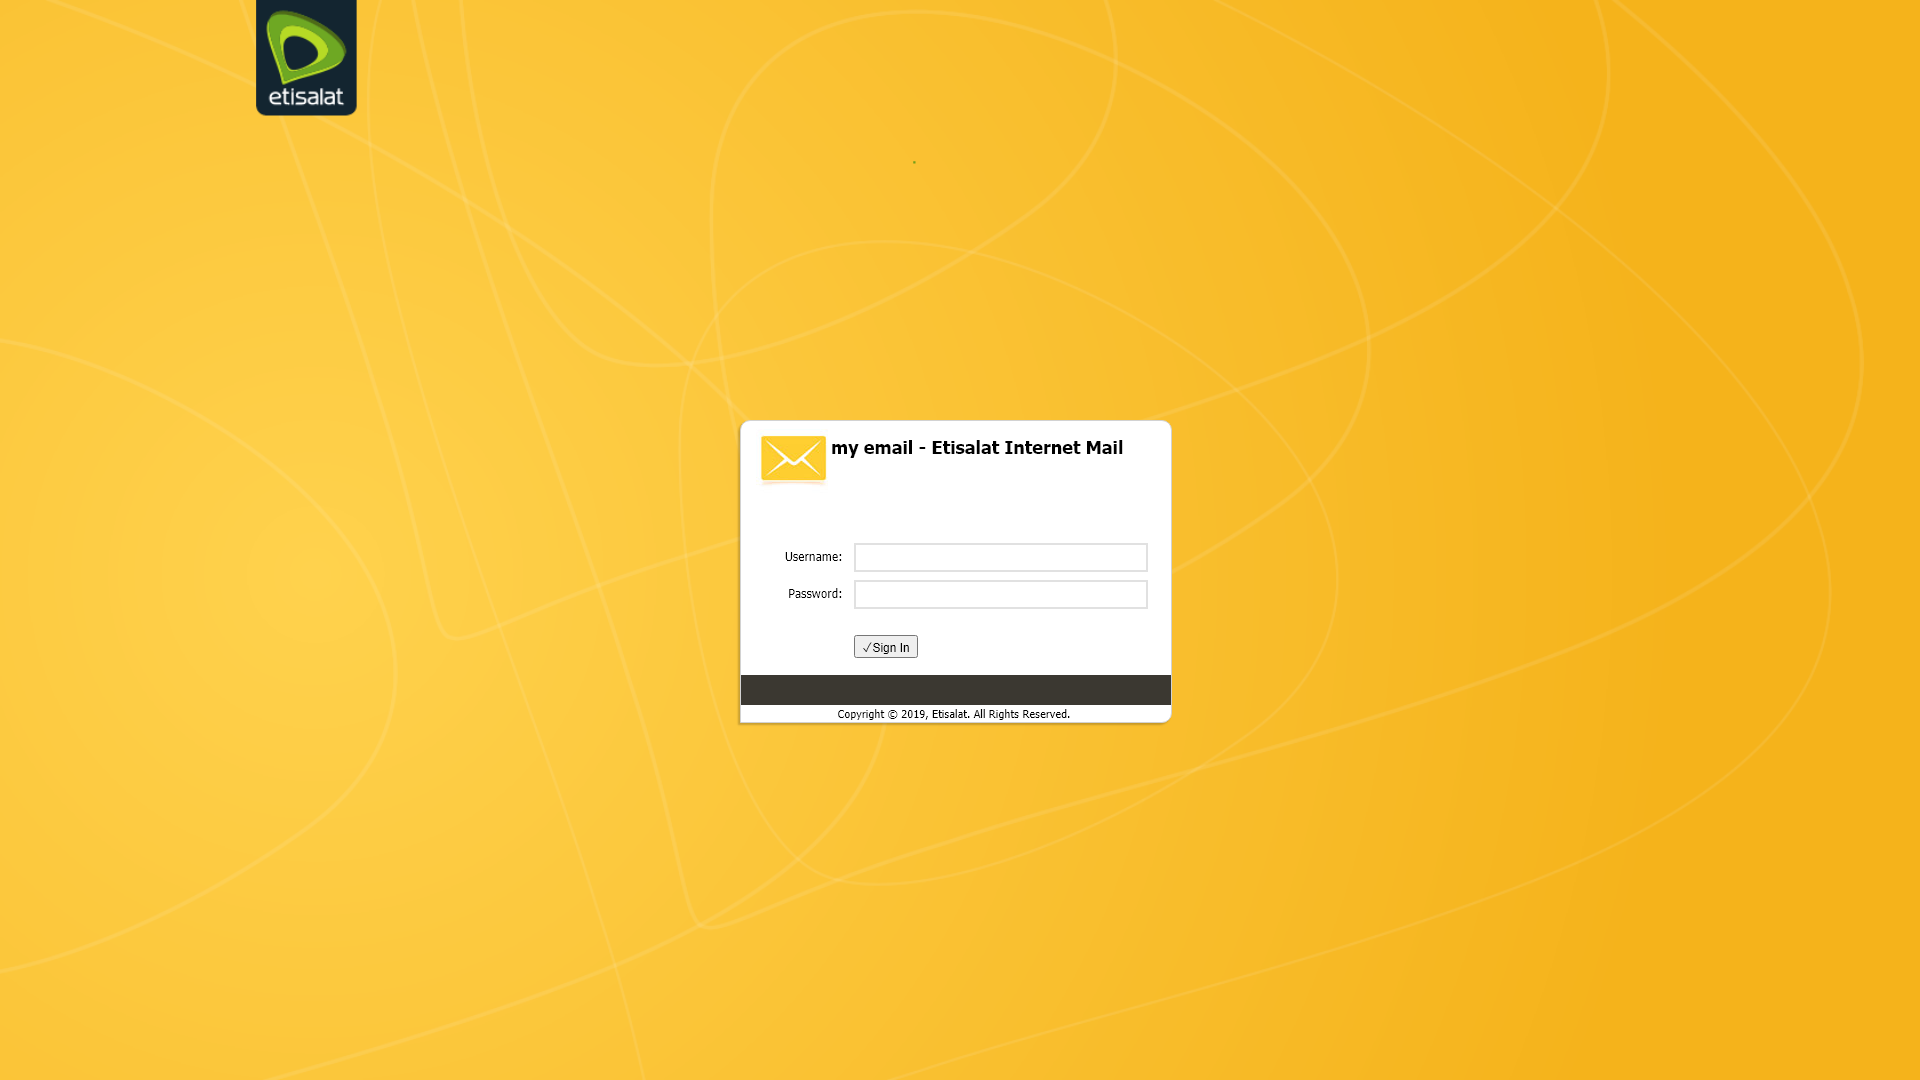 etisalat
my email - Etisalat Internet Mail
Username:
Password:
✓Sign In
Copyright © 2019, Etisalat. All Rights Reserved.